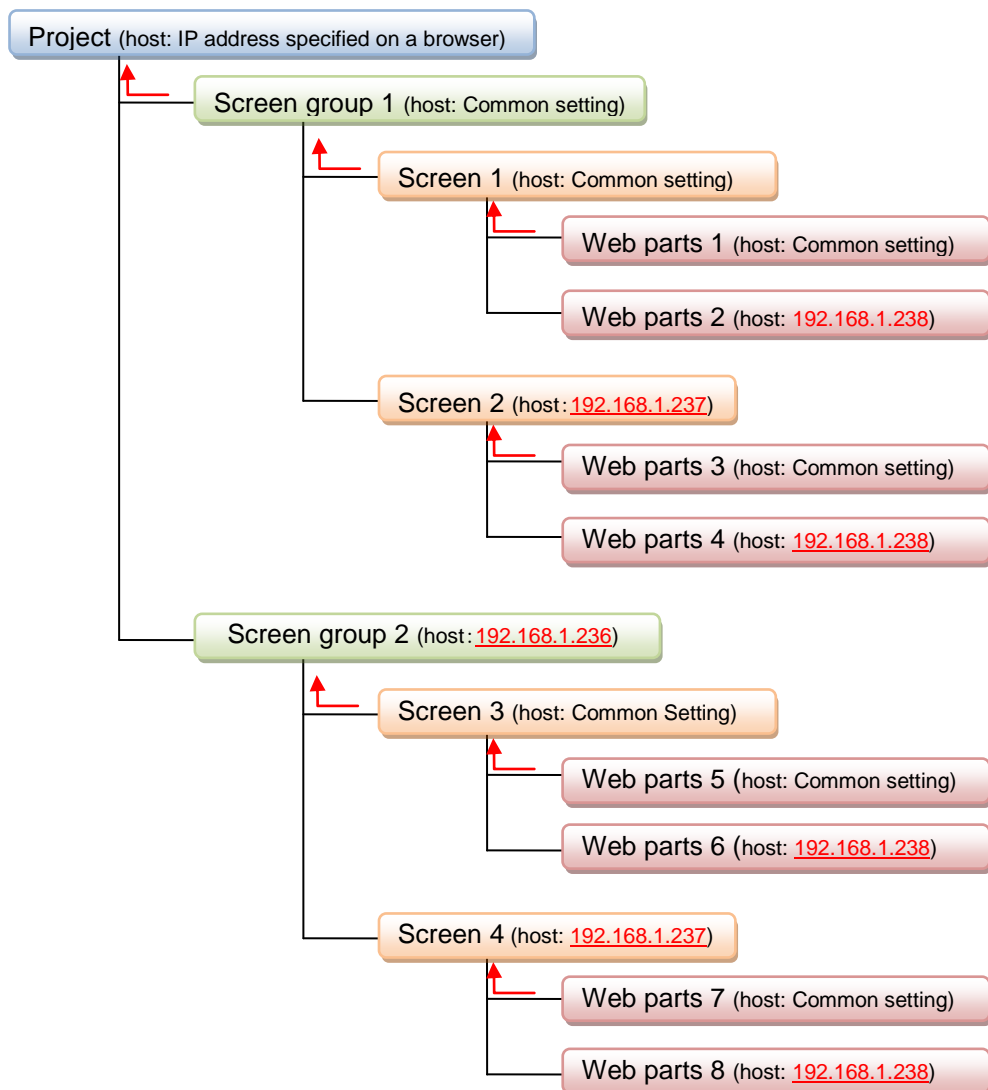 Project (host: IP address specified on a browser)
Screen group 1 (host: Common setting)
Screen 1 (host: Common setting)
Web parts 1 (host: Common setting)
Web parts 2 (host: 192.168.1.238)
Screen 2 (host:192.168.1.237)
Web parts 3 (host: Common setting)
Web parts 4 (host: 192.168.1.238)
Screen group 2 (host:192.168.1.236)
Screen 3 (host: Common Setting)
Web parts 5 (host: Common setting)
Web parts 6 (host: 192.168.1.238)
Screen 4 (host: 192.168.1.237)
Web parts 7 (host: Common setting)
Web parts 8 (host: 192.168.1.238)